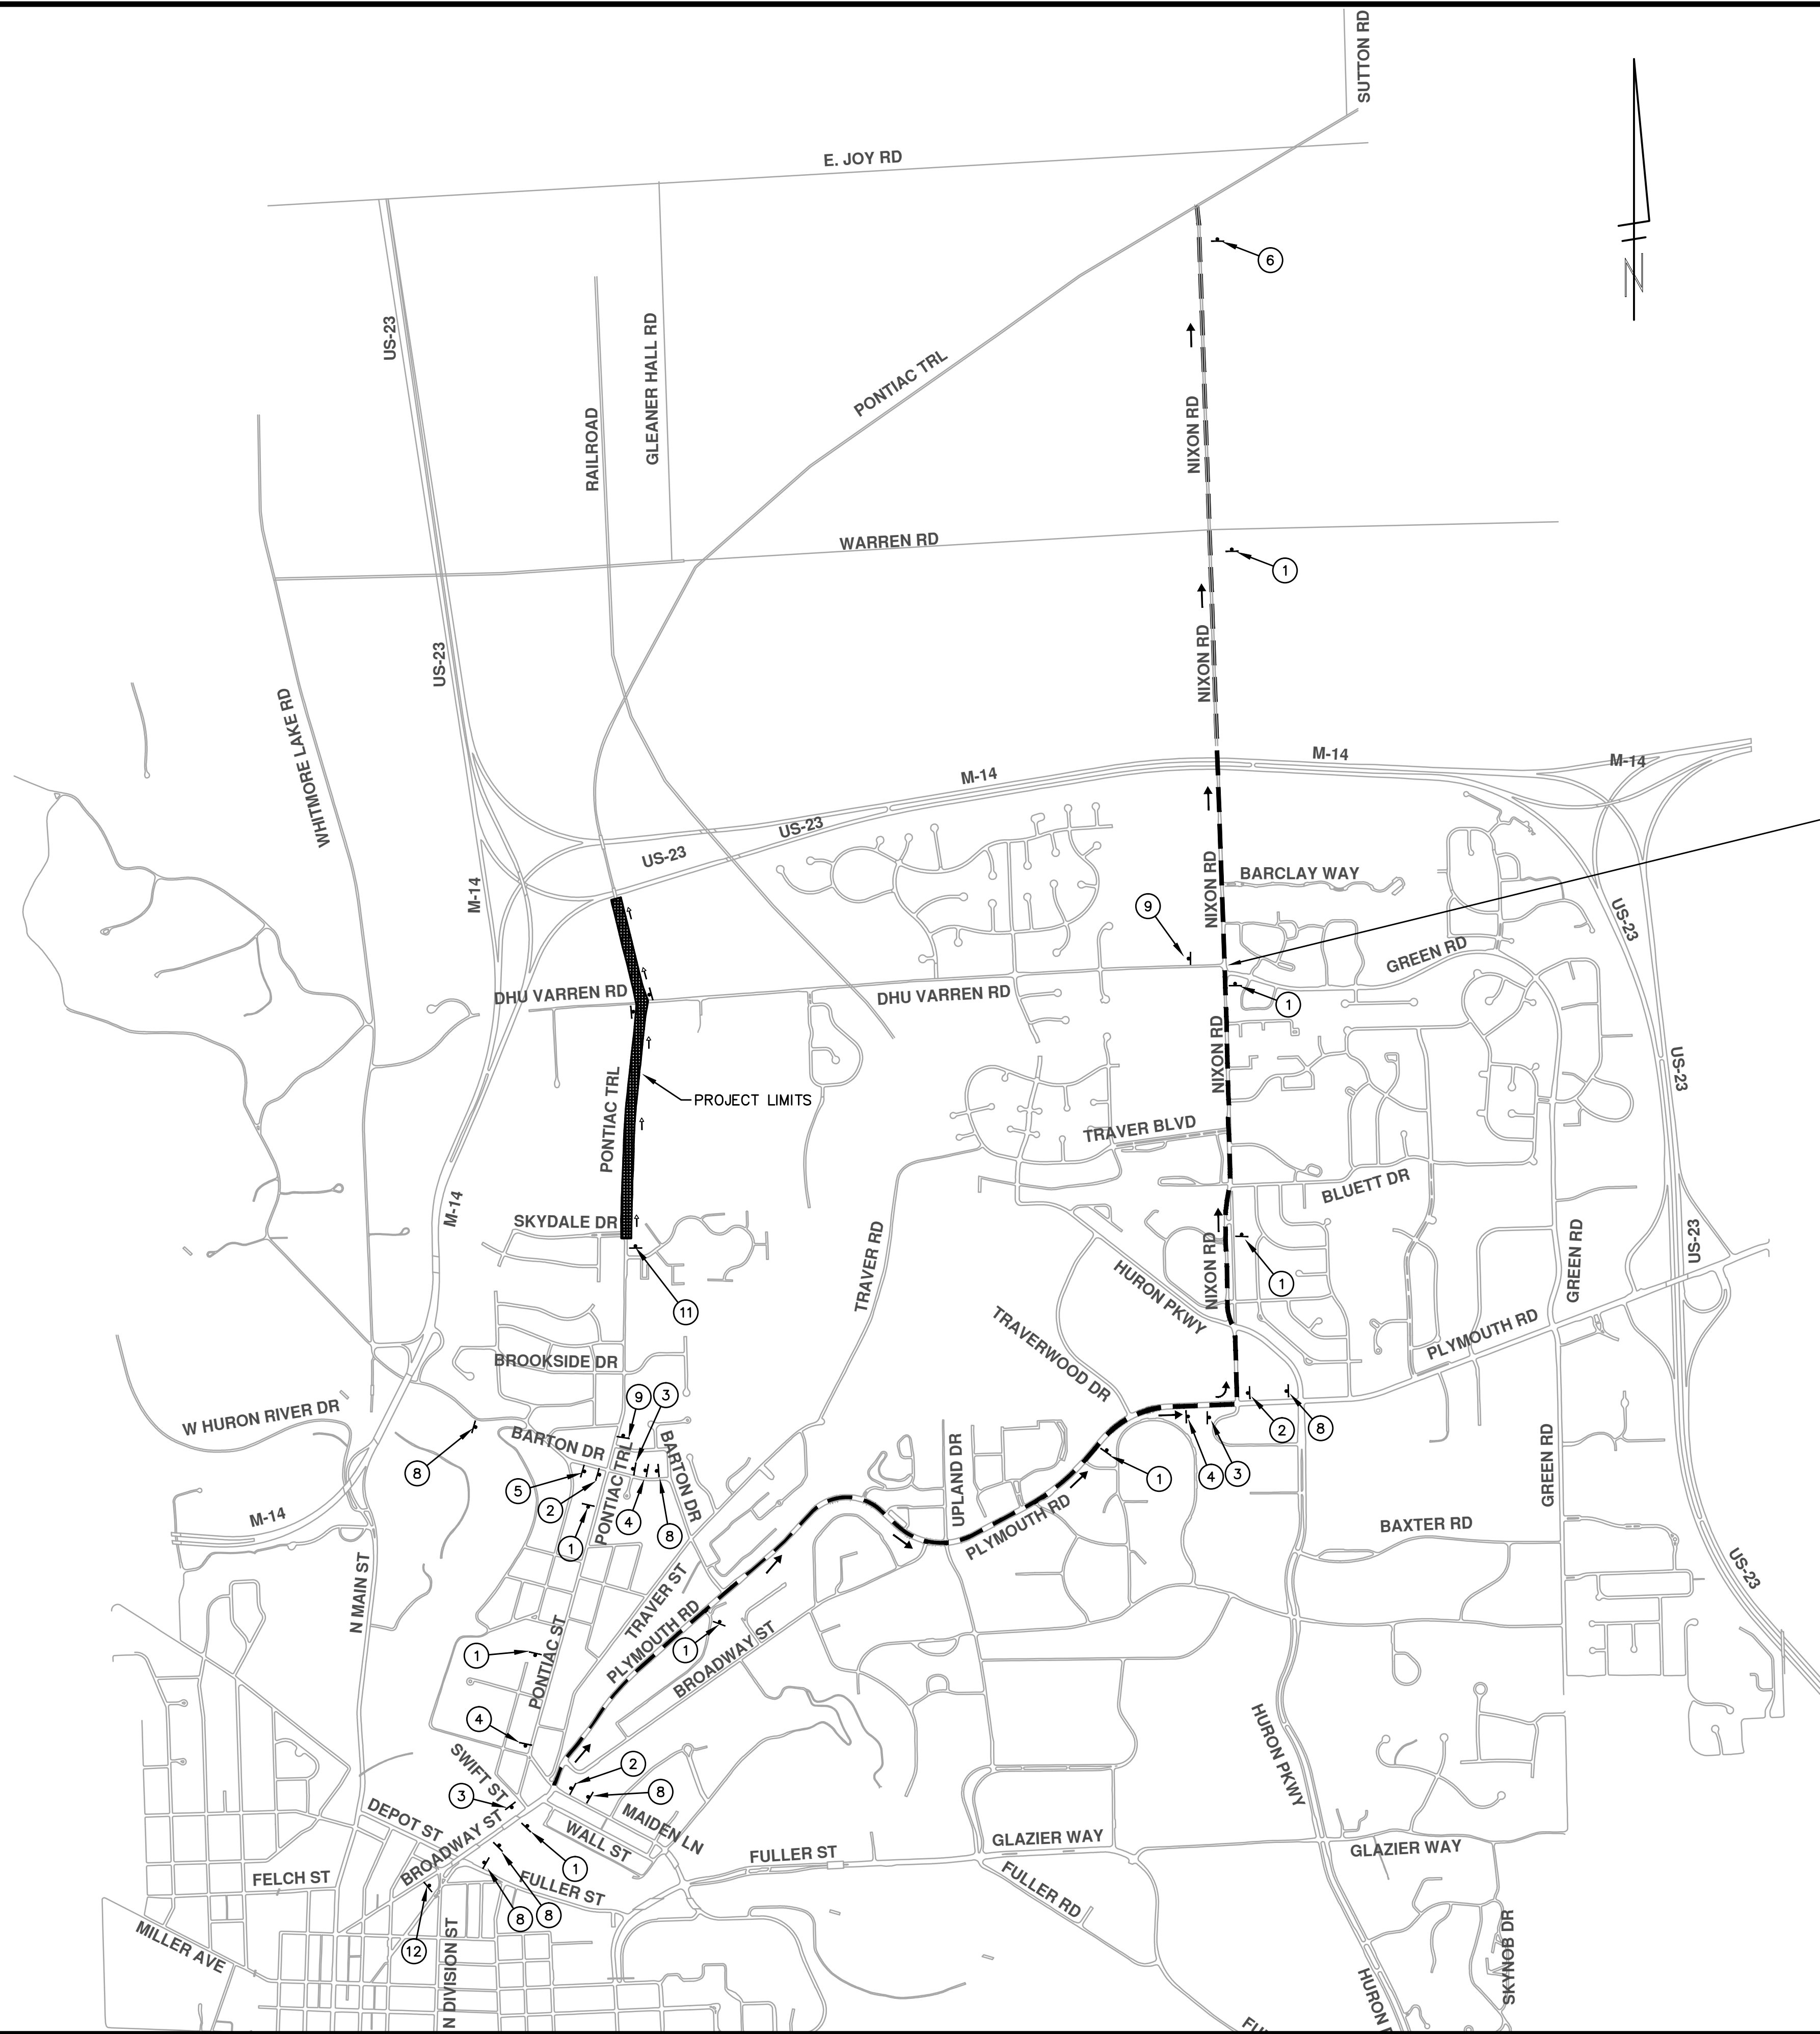 SUTTON RD
E. JOY RD
6
US-23
GLEANER HALL RD
PONTIAC TRL
RAILROAD
NIXON RD
WARREN RD
1
NIXON RD
US-23
WHITMORE LAKE RD
M-14
M-14
M-14
US-23
US-23
M-14
NIXON RD
BARCLAY WAY
9
US-23
GREEN RD
DHU VARREN RD
DHU VARREN RD
1
NIXON RD
US-23
PONTIAC TRL
PROJECT LIMITS
TRAVER BLVD
BLUETT DR
M-14
SKYDALE DR
TRAVER RD
NIXON RD
GREEN RD
US-23
1
HURON PKWY
11
TRAVERWOOD DR
PLYMOUTH RD
BROOKSIDE DR
W HURON RIVER DR
9
3
2
8
BARTON DR
PONTIAC TRL
BARTON DR
UPLAND DR
8
5
2
4
8
1
4
3
GREEN RD
M-14
1
PLYMOUTH RD
BAXTER RD
US-23
N MAIN ST
TRAVER ST
PLYMOUTH RD
1
BROADWAY ST
1
PONTIAC ST
4
HURON PKWY
SWIFT ST
2
8
3
DEPOT ST
BROADWAY ST
MAIDEN LN
WALL ST
1
GLAZIER WAY
GLAZIER WAY
FULLER ST
FELCH ST
FULLER ST
FULLER RD
8
8
12
MILLER AVE
N DIVISION ST
SKYNOB DR
HURON
N